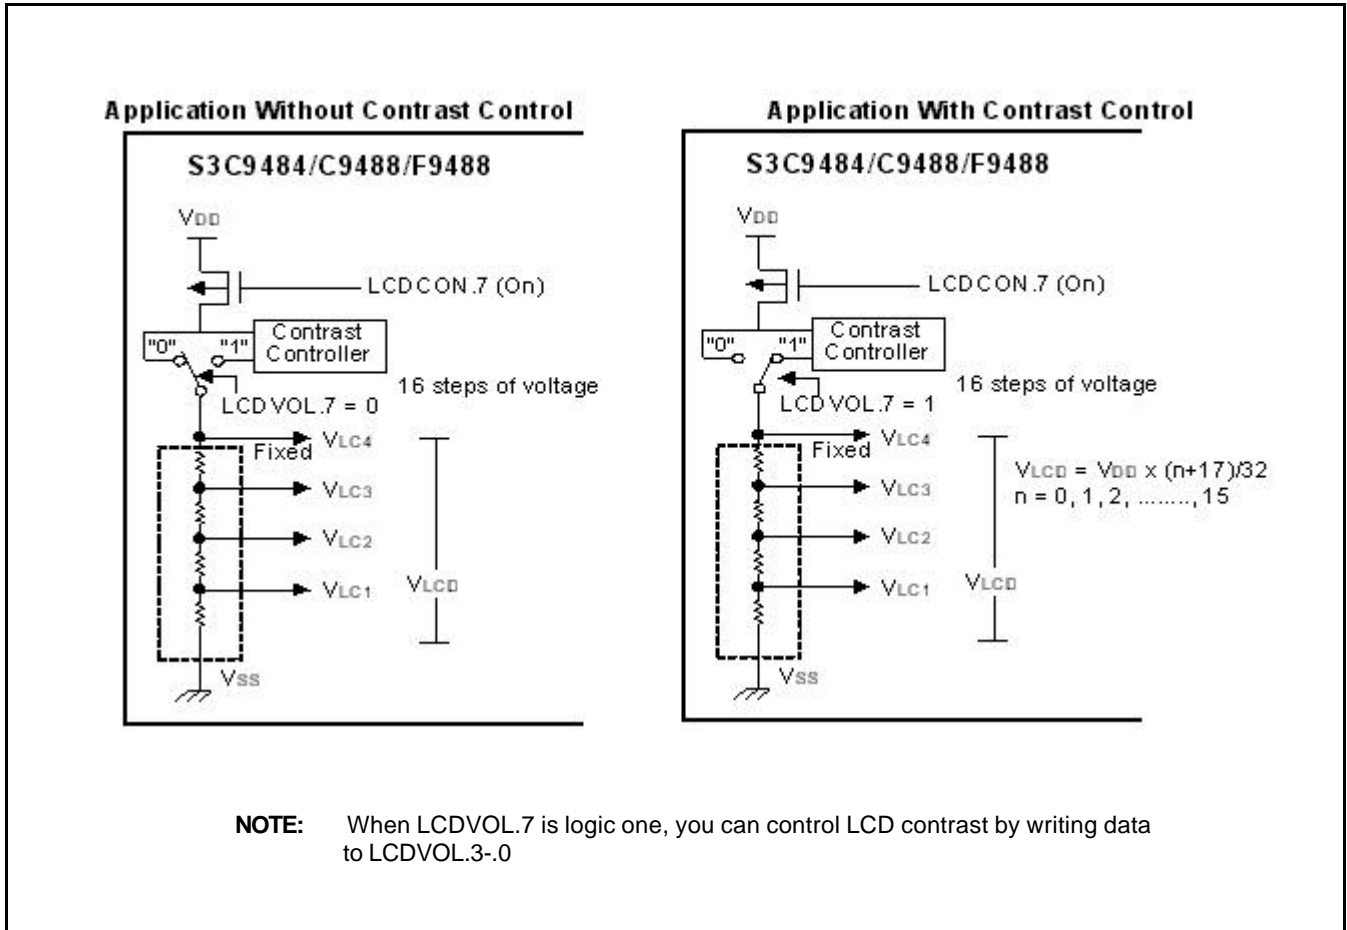 Application Without Contrast Control
S3C9484/C9488/F9488
VDD
LCDCON.7 (On)
"0" "1"
Contrast
Controller
16 steps of voltage
LCDVOL.7 = 0
VLC4
Fixed
VLC3
VLC2
VLC1
VLCD
VSS
Application With Contrast Control
S3C9484/C9488/F9488
VDD
LCDCON.7 (On)
"0" "1"
Contrast
Controller
16 steps of voltage
LCDVOL.7 = 1
VLC4
Fixed
VLCD = VDD x (n+17)/32
n = 0, 1, 2, ........, 15
VLC3
VLC2
VLC1
VLCD
VSS
NOTE: When LCDVOL.7 is logic one, you can control LCD contrast by writing data
to LCDVOL.3-.0